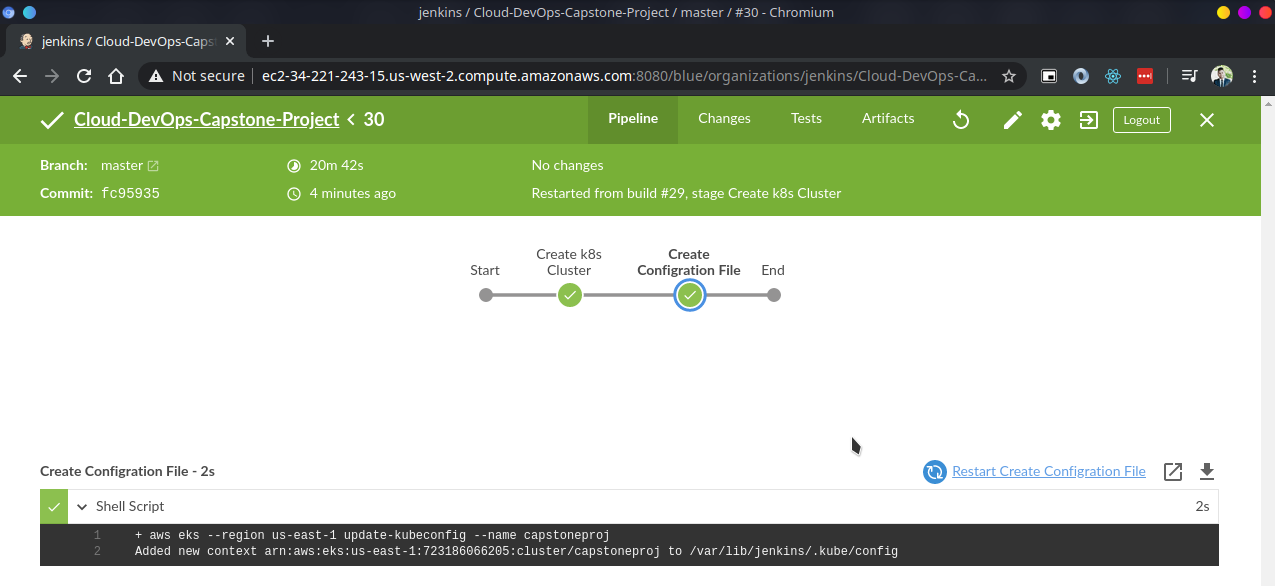 jenkins / Cloud-DevOps-Capstone-Project / master / #30 - Chromium
jenkins / Cloud-DevOps-Caps
Not secure ec2-34-221-243-15.us-west-2.compute.amazonaws.com:8080/blue/organizations/jenkins/Cloud-DevOps-Ca...
Cloud-DevOps-Capstone-Project < 30 Pipeline Changes Tests Artifacts Logout
Branch: master 20m 42s No changes
Commit: fc95935 4 minutes ago Restarted from build #29, stage Create k8s Cluster
Create k8s Create
Start Cluster Configration File End
Create Configration File - 2s Restart Create Configration File
Shell Script 2s
1 + aws eks --region us-east-1 update-kubeconfig --name capstoneproj
2 Added new context arn:aws:eks:us-east-1:723186066205:cluster/capstoneproj to /var/lib/jenkins/.kube/config